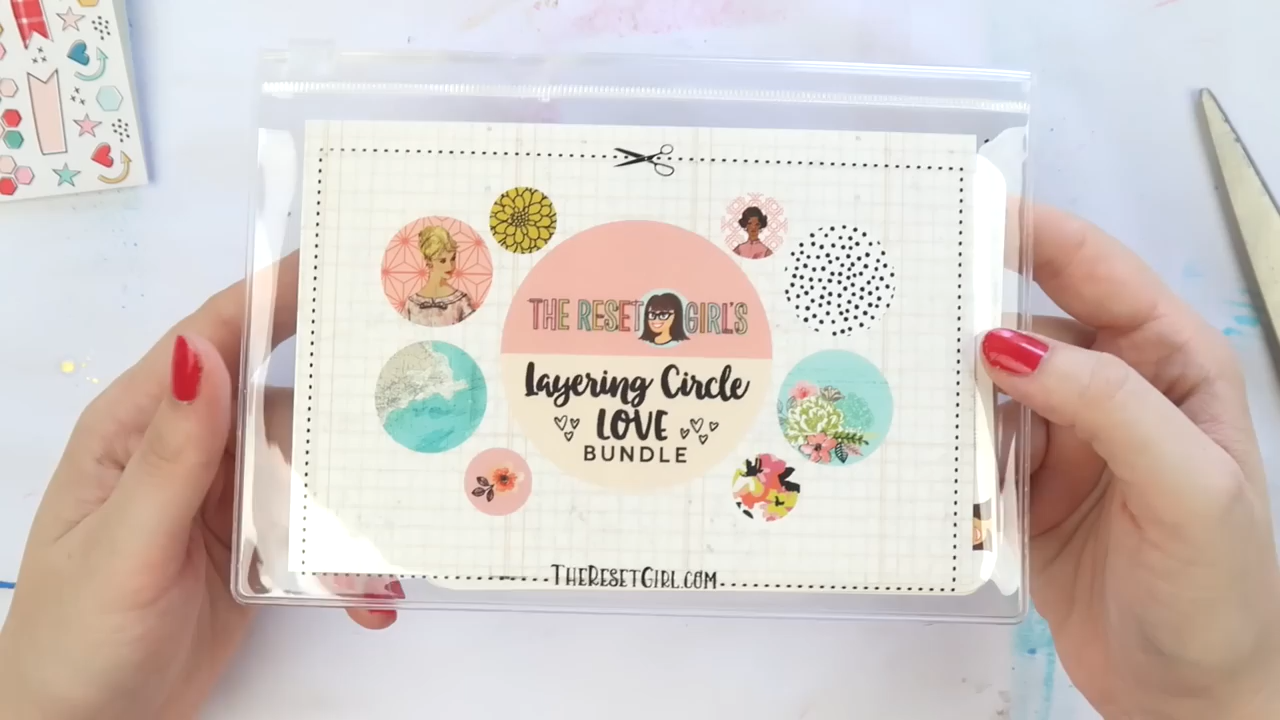 THE RESET GIRL'S
Layering Circle
LOVE
BUNDLE
THERESETGIRL.COM